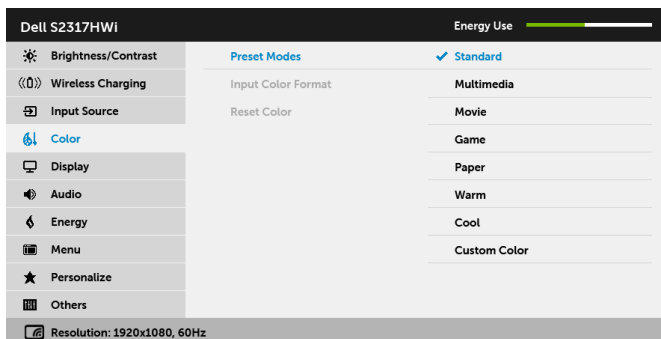 Dell S2317HWi
Energy Use
Brightness/Contrast
Wireless Charging
Input Source
Color
Display
Audio
Energy
Menu
Personalize
Others
Preset Modes
Input Color Format
Reset Color
Standard
Multimedia
Movie
Game
Paper
Warm
Cool
Custom Color
Resolution: 1920x1080, 60Hz